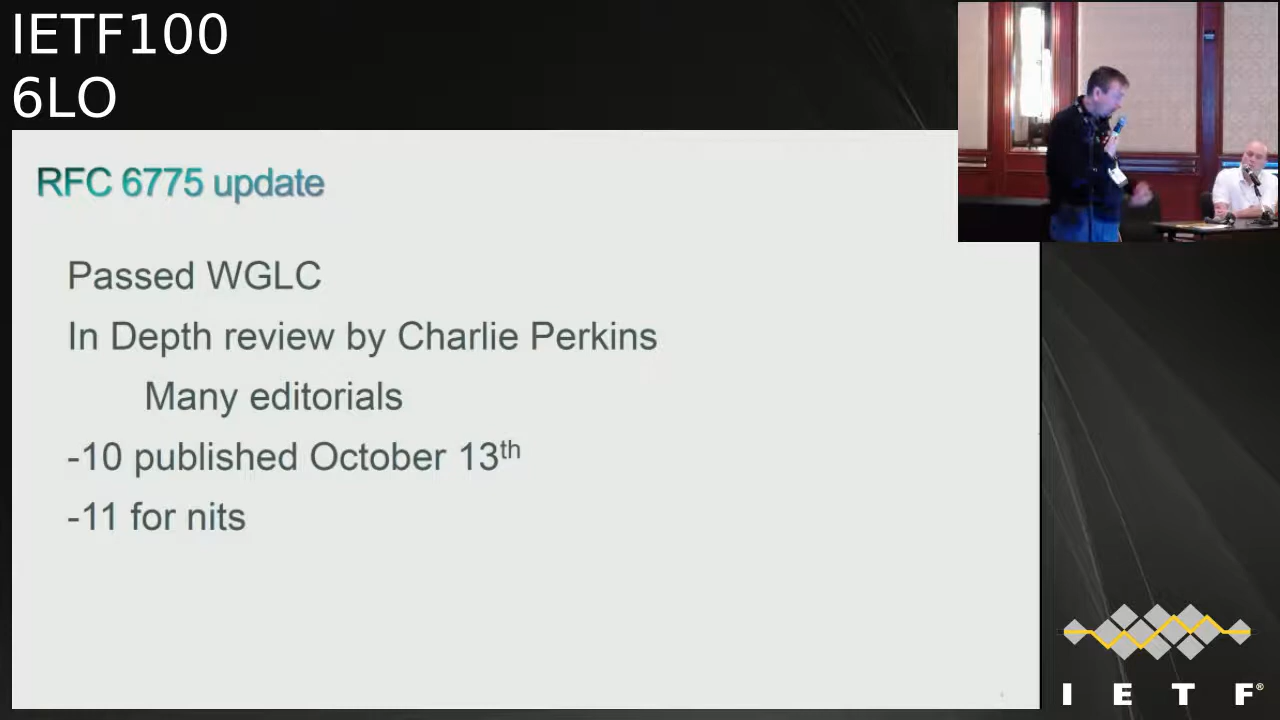 IETF100
6LO
RFC 6775 update
Passed WGLC
In Depth review by Charlie Perkins
Many editorials
-10 published October 13th
-11 for nits
I E T F®